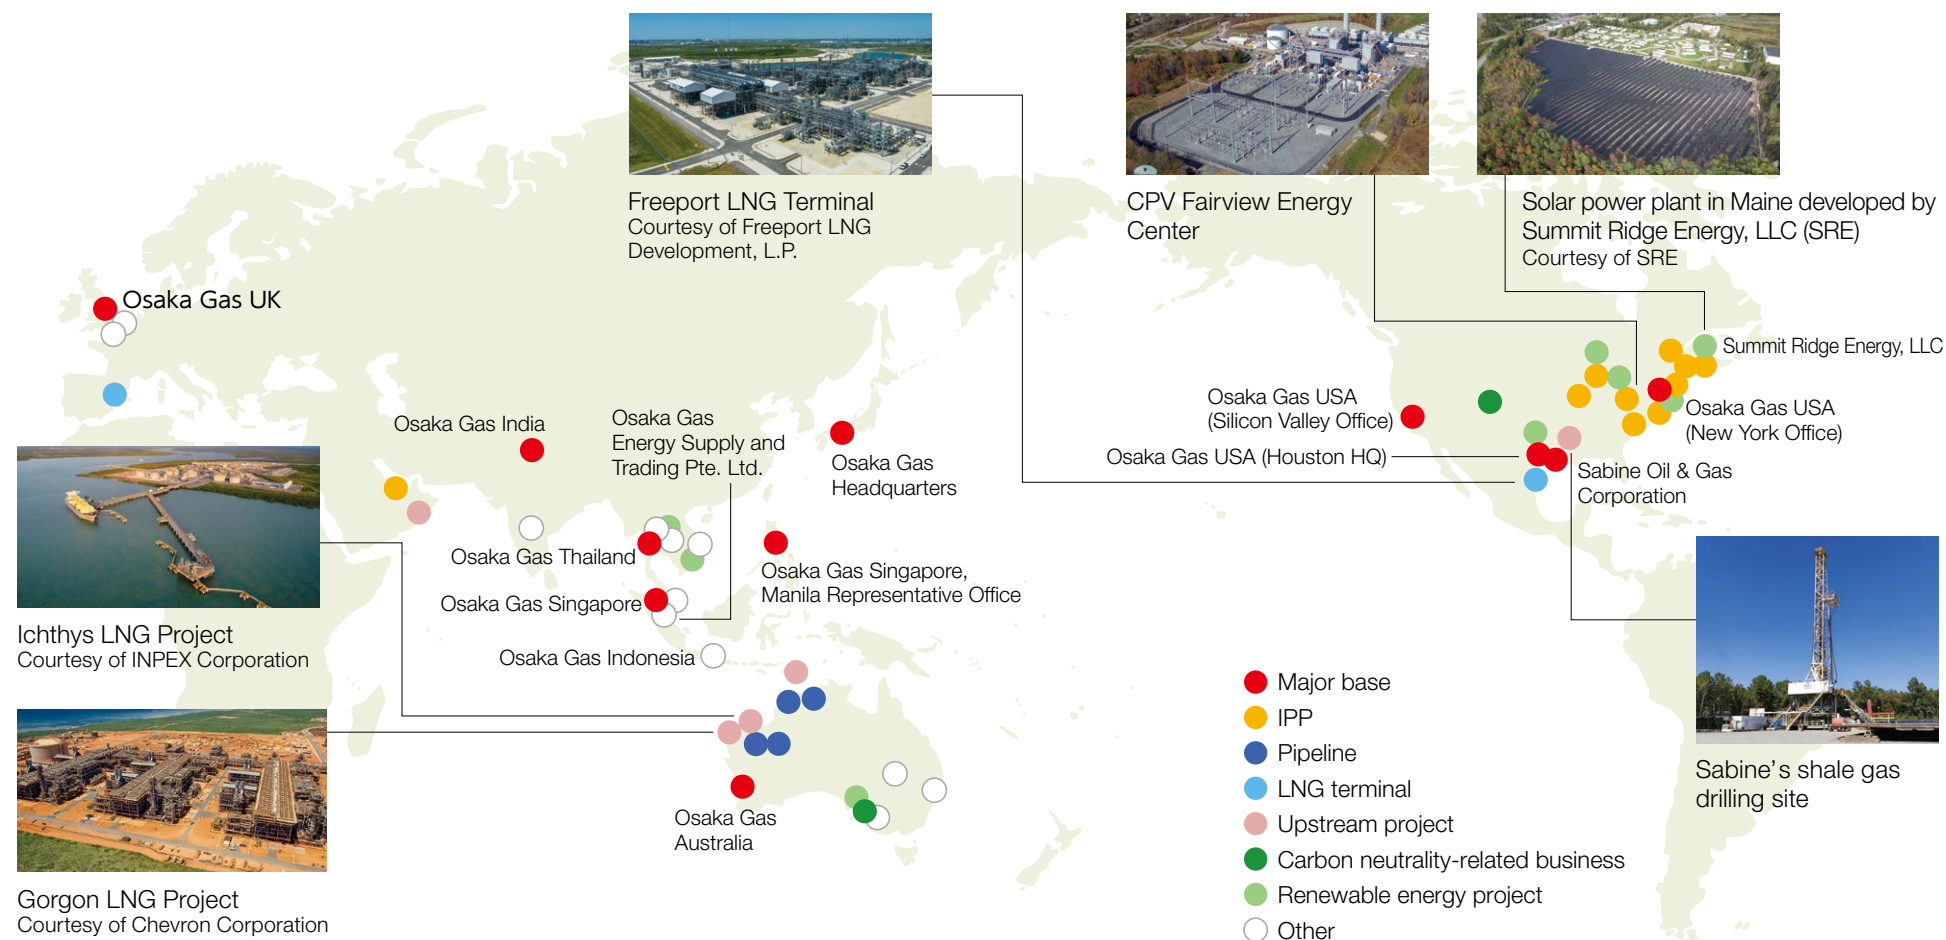 Freeport LNG Terminal
Courtesy of Freeport LNG
Development, L.P.
CPV Fairview Energy
Center
Solar power plant in Maine developed by
Summit Ridge Energy, LLC (SRE)
Courtesy of SRE
Osaka Gas UK
Summit Ridge Energy, LLC
Osaka Gas USA
(Silicon Valley Office)
Osaka Gas USA
(New York Office)
Osaka Gas India
Osaka Gas
Energy Supply and
Trading Pte. Ltd.
Osaka Gas
Headquarters
Osaka Gas USA (Houston HQ)
Sabine Oil & Gas
Corporation
Osaka Gas Thailand
Osaka Gas Singapore,
Manila Representative Office
Osaka Gas Singapore
Ichthys LNG Project
Courtesy of INPEX Corporation
Osaka Gas Indonesia
Osaka Gas
Australia
Gorgon LNG Project
Courtesy of Chevron Corporation
Major base
IPP
Pipeline
LNG terminal
Upstream project
Carbon neutrality-related business
Renewable energy project
Other
Sabine's shale gas
drilling site